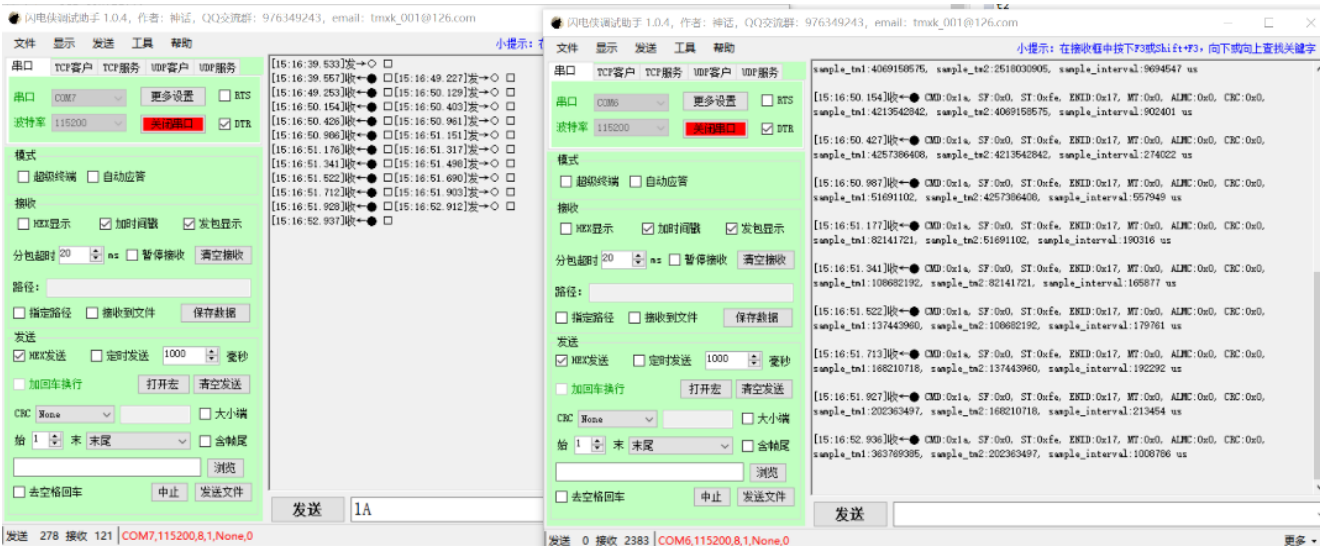 闪电侠调试助手 1.0.4，作者：神话，QQ交流群：976349243，email：tmxk_001@126.com
文件 显示 发送 工具 帮助
小提示：在
串口 TCP客户 TCP服务 UDP客户 UDP服务
串口 COM7 更多设置 RTS
波特率 115200 关闭串口 DTR
模式
超级终端 自动应答
接收
HEX显示 加时间戳 发包显示
分包超时 20 ms 暂停接收 清空接收
路径：
指定路径 接收到文件 保存数据
发送
HEX发送 定时发送 1000 毫秒
加回车换行 打开宏 清空发送
CRC None 大小端
始 1 末 末尾 含帧尾
浏览
去空格回车 中止 发送文件
[15:16:39.533]发→◇ □
[15:16:39.557]收←● □[15:16:49.227]发→◇ □
[15:16:49.253]收←● □[15:16:50.129]发→◇ □
[15:16:50.154]收←● □[15:16:50.403]发→◇ □
[15:16:50.426]收←● □[15:16:50.961]发→◇ □
[15:16:50.986]收←● □[15:16:51.151]发→◇ □
[15:16:51.176]收←● □[15:16:51.317]发→◇ □
[15:16:51.341]收←● □[15:16:51.498]发→◇ □
[15:16:51.522]收←● □[15:16:51.690]发→◇ □
[15:16:51.712]收←● □[15:16:51.903]发→◇ □
[15:16:51.928]收←● □[15:16:52.912]发→◇ □
[15:16:52.937]收←● □
发送 1A
发送 278 接收 121 COM7,115200,8,1,None,0
闪电侠调试助手 1.0.4，作者：神话，QQ交流群：976349243，email：tmxk_001@126.com
文件 显示 发送 工具 帮助
小提示：在接收框中按下F3或Shift+F3，向下或向上查找关键字
串口 TCP客户 TCP服务 UDP客户 UDP服务
串口 COM6 更多设置 RTS
波特率 115200 关闭串口 DTR
模式
超级终端 自动应答
接收
HEX显示 加时间戳 发包显示
分包超时 20 ms 暂停接收 清空接收
路径：
指定路径 接收到文件 保存数据
发送
HEX发送 定时发送 1000 毫秒
加回车换行 打开宏 清空发送
CRC None 大小端
始 1 末 末尾 含帧尾
浏览
去空格回车 中止 发送文件
sample_tm1:4069158575, sample_tm2:2518030905, sample_interval:9694547 us
[15:16:50.154]收←● CMD:0x1a, SF:0x0, ST:0xfe, ENID:0x17, MT:0x0, ALMC:0x0, CRC:0x0,
sample_tm1:4213542842, sample_tm2:4069158575, sample_interval:902401 us
[15:16:50.427]收←● CMD:0x1a, SF:0x0, ST:0xfe, ENID:0x17, MT:0x0, ALMC:0x0, CRC:0x0,
sample_tm1:4257386408, sample_tm2:4213542842, sample_interval:274022 us
[15:16:50.987]收←● CMD:0x1a, SF:0x0, ST:0xfe, ENID:0x17, MT:0x0, ALMC:0x0, CRC:0x0,
sample_tm1:51691102, sample_tm2:4257386408, sample_interval:557949 us
[15:16:51.177]收←● CMD:0x1a, SF:0x0, ST:0xfe, ENID:0x17, MT:0x0, ALMC:0x0, CRC:0x0,
sample_tm1:82141721, sample_tm2:51691102, sample_interval:190316 us
[15:16:51.341]收←● CMD:0x1a, SF:0x0, ST:0xfe, ENID:0x17, MT:0x0, ALMC:0x0, CRC:0x0,
sample_tm1:108682192, sample_tm2:82141721, sample_interval:165877 us
[15:16:51.522]收←● CMD:0x1a, SF:0x0, ST:0xfe, ENID:0x17, MT:0x0, ALMC:0x0, CRC:0x0,
sample_tm1:137443960, sample_tm2:108682192, sample_interval:179761 us
[15:16:51.713]收←● CMD:0x1a, SF:0x0, ST:0xfe, ENID:0x17, MT:0x0, ALMC:0x0, CRC:0x0,
sample_tm1:168210718, sample_tm2:137443960, sample_interval:192292 us
[15:16:51.927]收←● CMD:0x1a, SF:0x0, ST:0xfe, ENID:0x17, MT:0x0, ALMC:0x0, CRC:0x0,
sample_tm1:202363497, sample_tm2:168210718, sample_interval:213454 us
[15:16:52.936]收←● CMD:0x1a, SF:0x0, ST:0xfe, ENID:0x17, MT:0x0, ALMC:0x0, CRC:0x0,
sample_tm1:363769385, sample_tm2:202363497, sample_interval:1008786 us
发送
发送 0 接收 2383 COM6,115200,8,1,None,0
更多